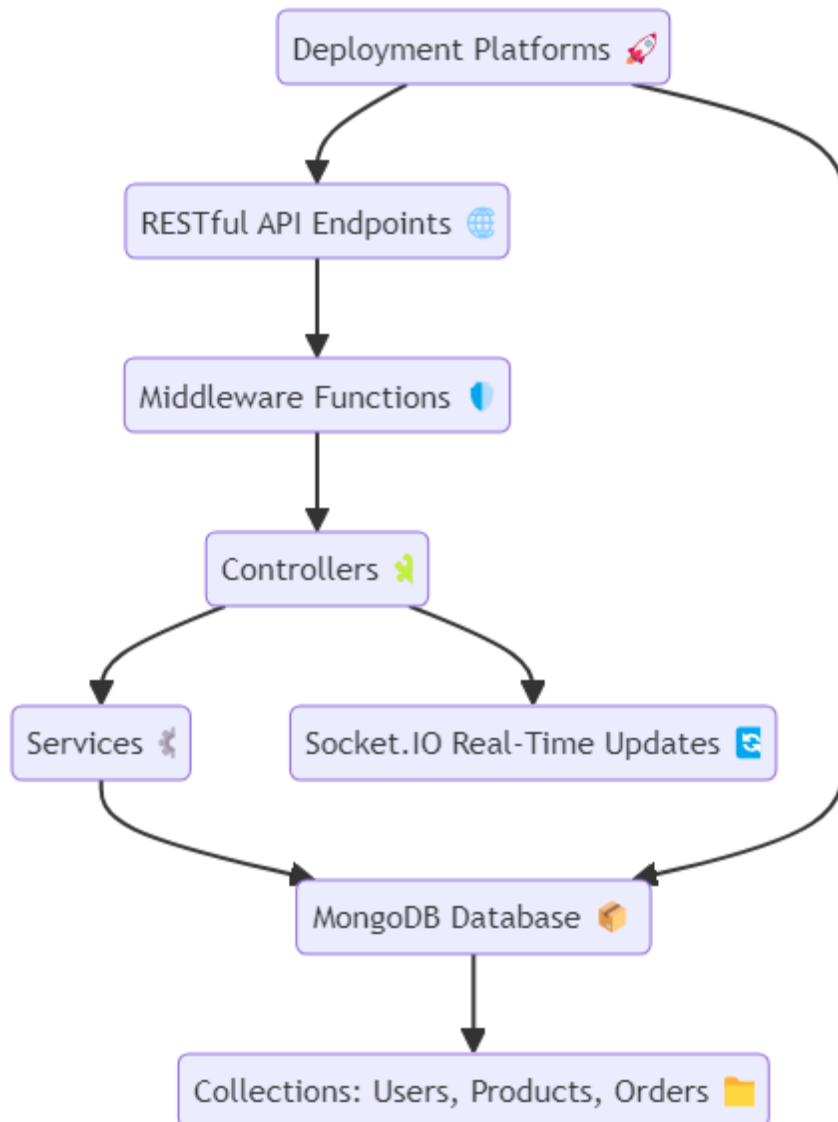 Deployment Platforms 🚀
RESTful API Endpoints 🌐
Middleware Functions 🛡️
Controllers
Services
Socket.IO Real-Time Updates 🔄
MongoDB Database 📦
Collections: Users, Products, Orders 📁